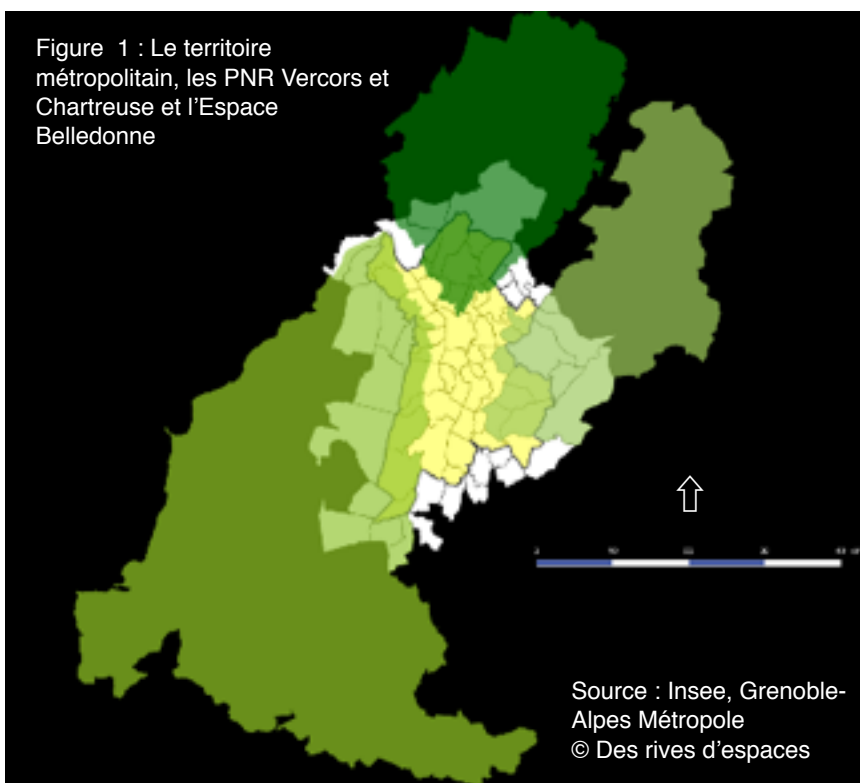 Figure  1 : Le territoire
métropolitain, les PNR Vercors et
Chartreuse et l’Espace
Belledonne
Source : Insee, Grenoble-
Alpes Métropole
© Des rives d’espaces